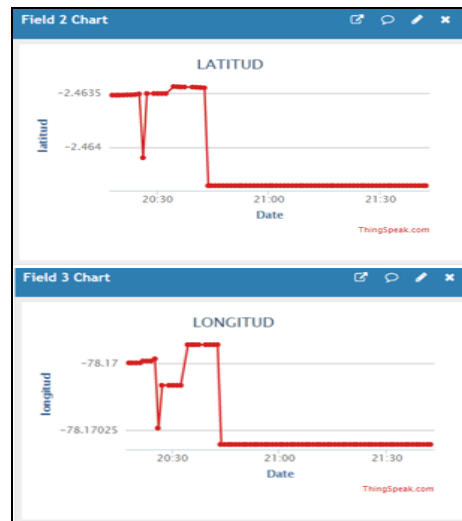 Field 2 Chart
LATITUD
−2.4635
−2.464
latitud
20:30 21:00 21:30
Date
ThingSpeak.com
Field 3 Chart
LONGITUD
−78.17
−78.17025
longitud
20:30 21:00 21:30
Date
ThingSpeak.com